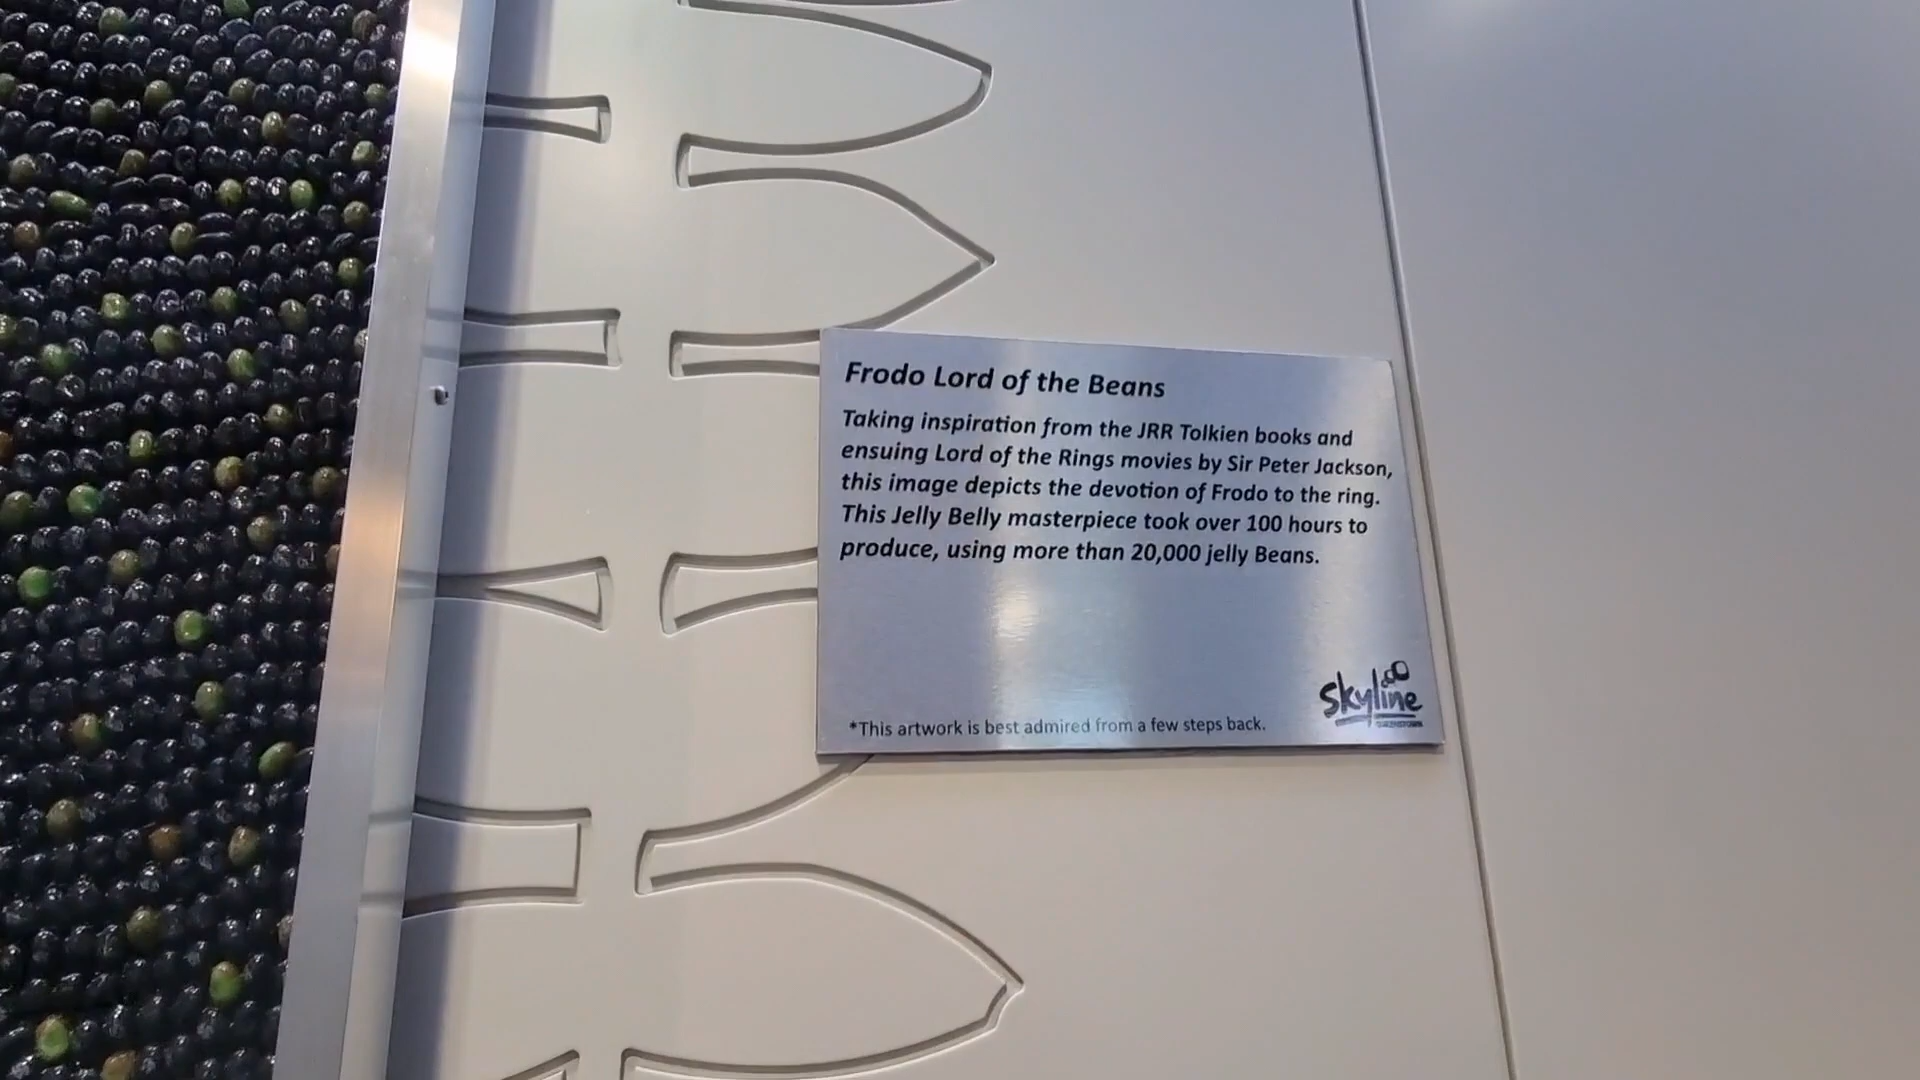 Frodo Lord of the Beans
Taking inspiration from the JRR Tolkien books and
ensuing Lord of the Rings movies by Sir Peter Jackson,
this image depicts the devotion of Frodo to the ring.
This Jelly Belly masterpiece took over 100 hours to
produce, using more than 20,000 jelly Beans.
Skyline
*This artwork is best admired from a few steps back.